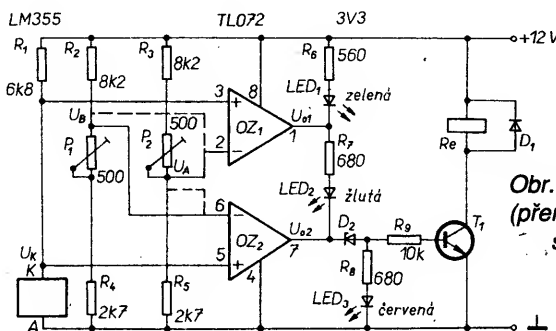 LM355 TL072 3V3
+12 V
R1 R2 R3 R6
6k8 8k2 8k2 560
LED1 zelená
UB
3 8
P1 P2 500
OZ1 1 Uo1
2
UA
500
R7
680
Re D1
LED2 žlutá
Obr.
(přen
s
6
OZ2 7 Uo2
D2 R9 T1
10k
UK 5
K 4
R8
680
R4 R5
2k7 2k7
LED3 červená
A